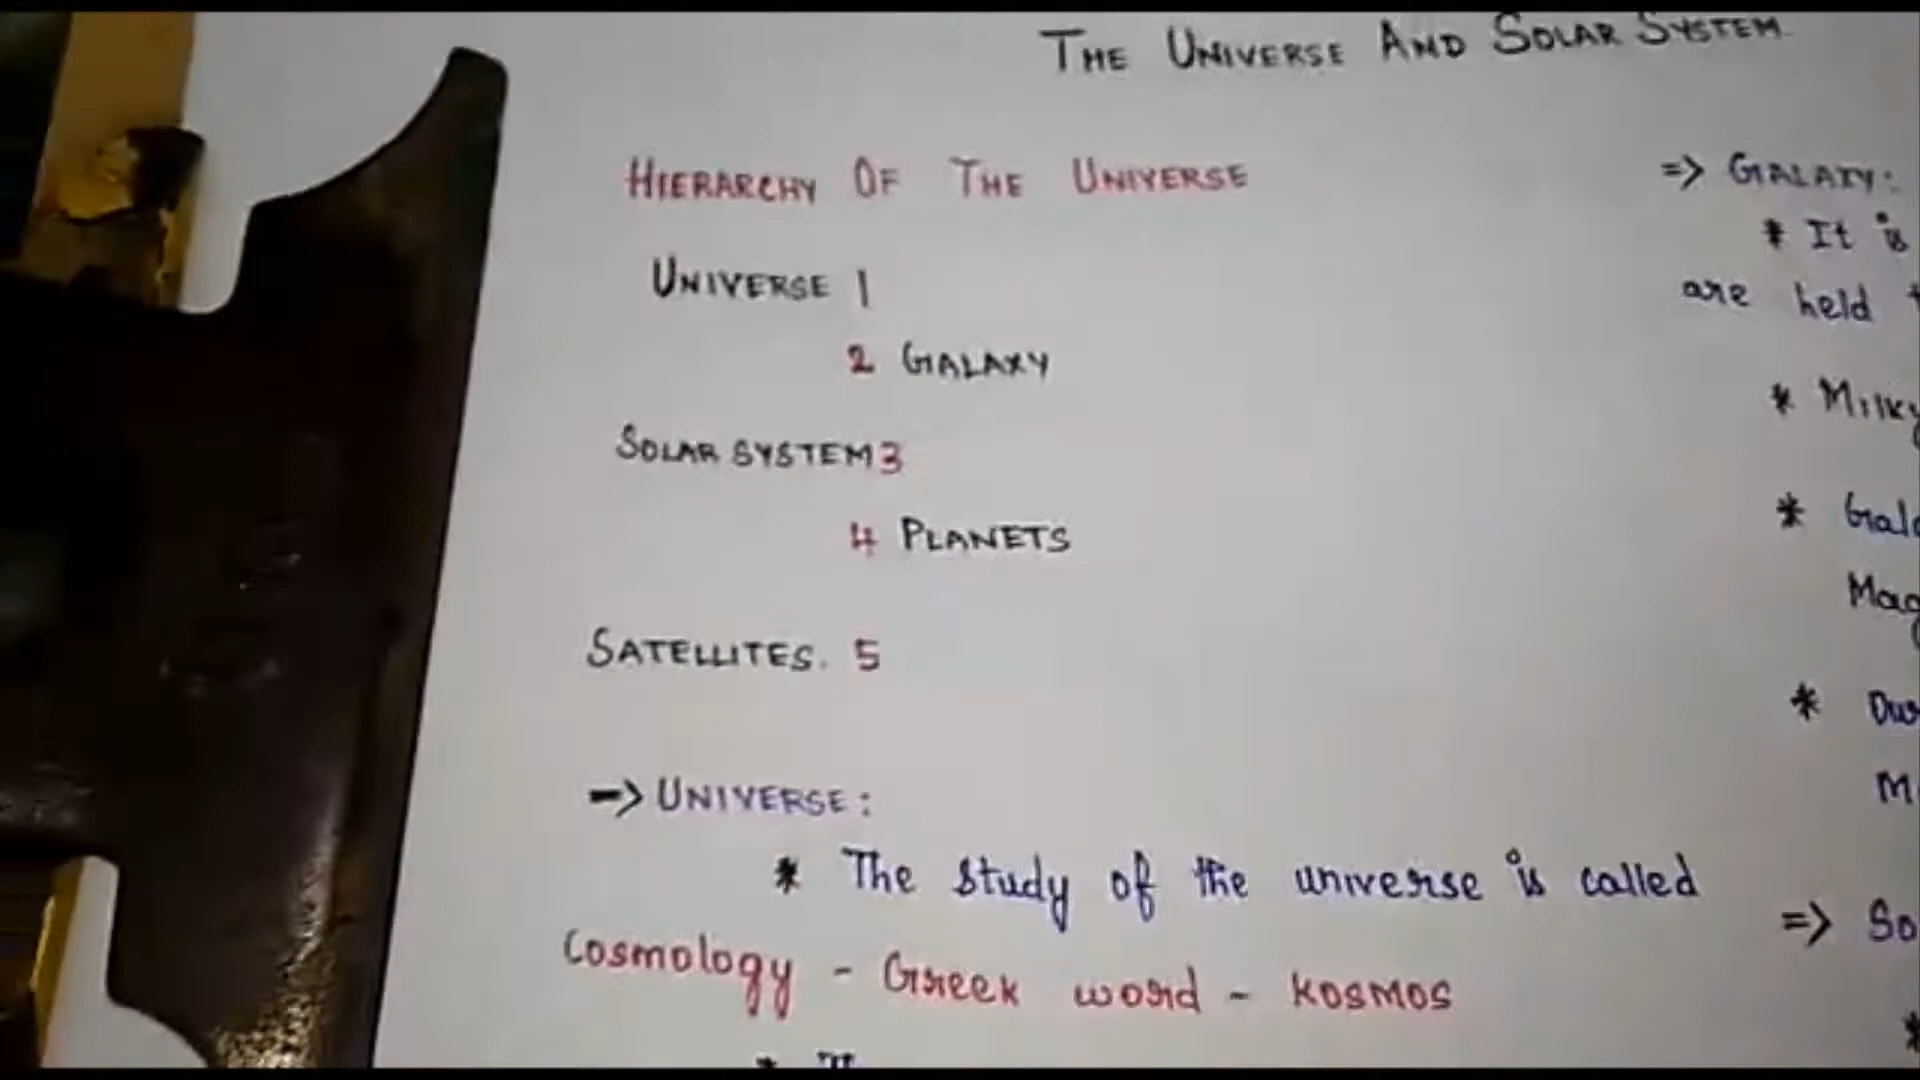 THE UNIVERSE AND SOLAR SYSTEM
HIERARCHY OF THE UNIVERSE
UNIVERSE 1
2 GALAXY
SOLAR SYSTEM 3
4 PLANETS
SATELLITES. 5
-> UNIVERSE:
* The study of the universe is called
Cosmology - Greek word - KOSMOS
=> GALAXY:
* It is
are held
* Milky
*
*
=> So
*